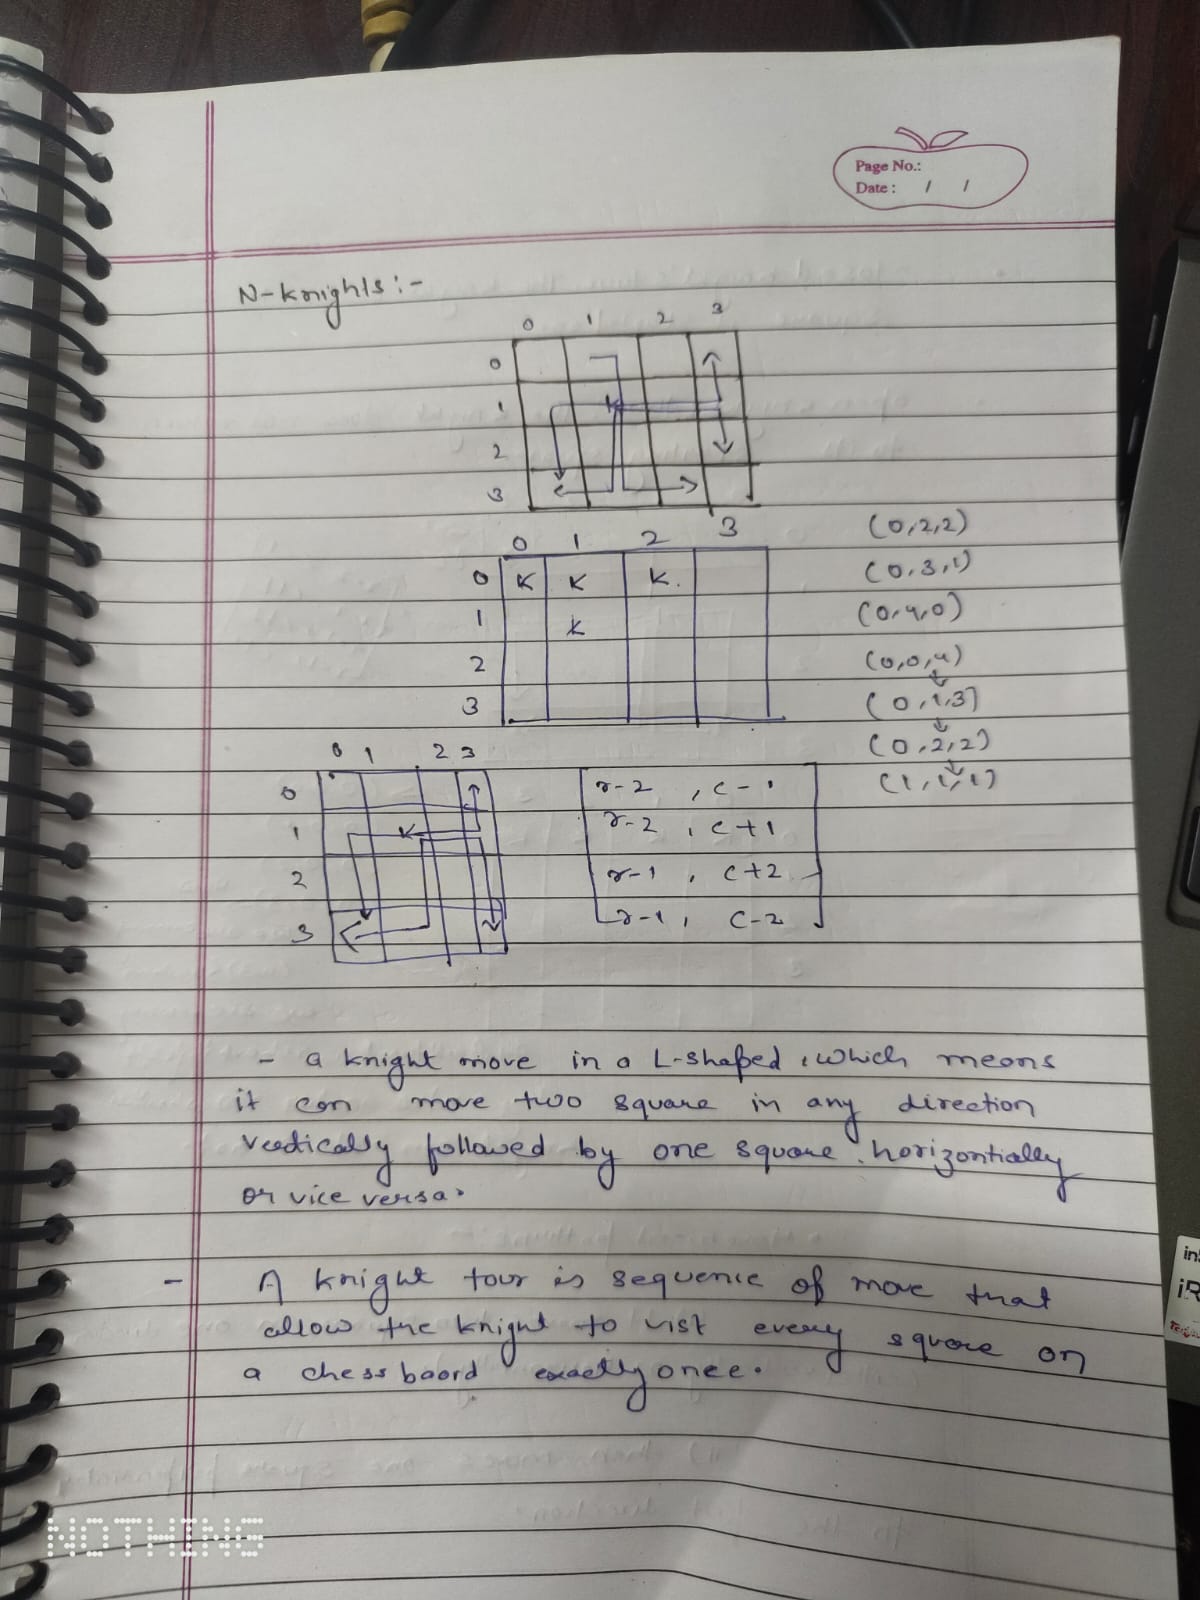 Page No.:
Date : / /
N-knights :-
0 1 2 3
0
1 K
2
3
0 1 2 3
0 K K K.
1 K
2
3
(0,2,2)
(0,3,1)
(0,4,0)
(0,0,4)
(0,1,3)
(0,2,2)
(1,1,1)
0 1 2 3
0
1 K
2
3
r-2 , c-1
r-2 , c+1
r-1 , c+2
r-1 , c-2
- a knight move in a L-shaped, which means
it can move two square in any direction
vertically followed by one square horizontially
or vice versa.
- A knight tour is sequence of move that
allow the knight to vist every square on
a chess baord exactly once.
NOTHING
in
iR